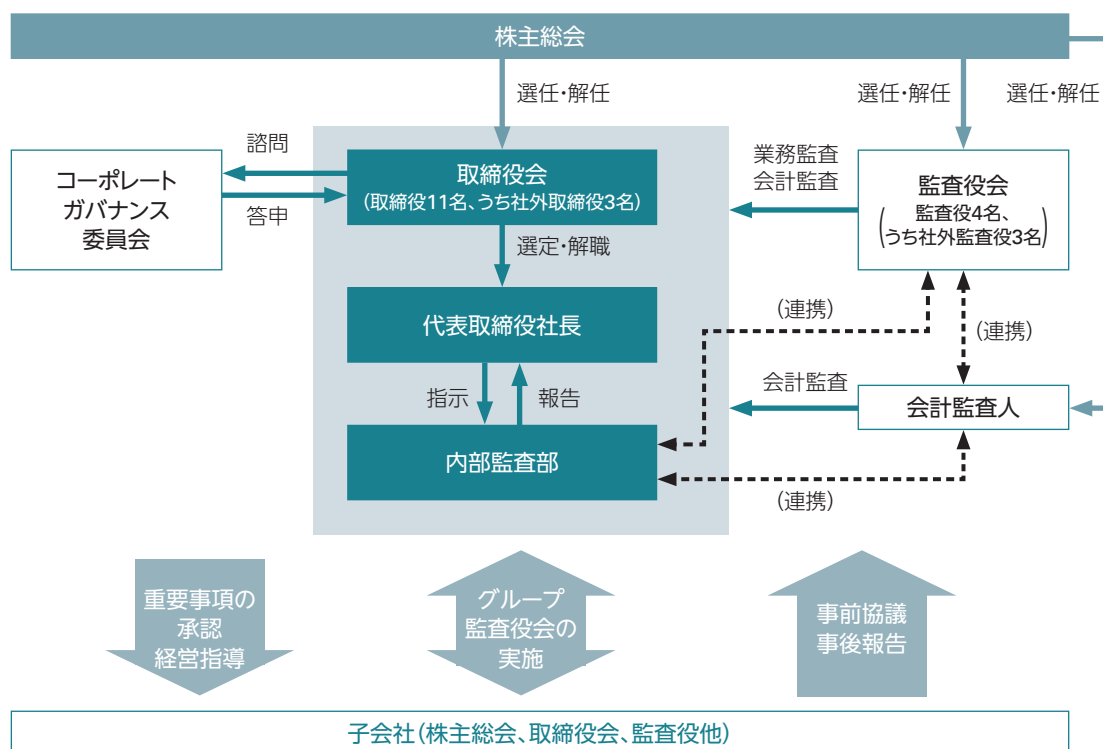 株主総会
選任・解任
選任・解任
選任・解任
諮問
答申
コーポレート
ガバナンス
委員会
取締役会
(取締役11名、うち社外取締役3名)
業務監査
会計監査
監査役会
(監査役4名、
うち社外監査役3名)
選定・解職
代表取締役社長
(連携)
(連携)
指示
報告
会計監査
会計監査人
内部監査部
(連携)
重要事項の
承認
経営指導
グループ
監査役会の
実施
事前協議
事後報告
子会社(株主総会、取締役会、監査役他)